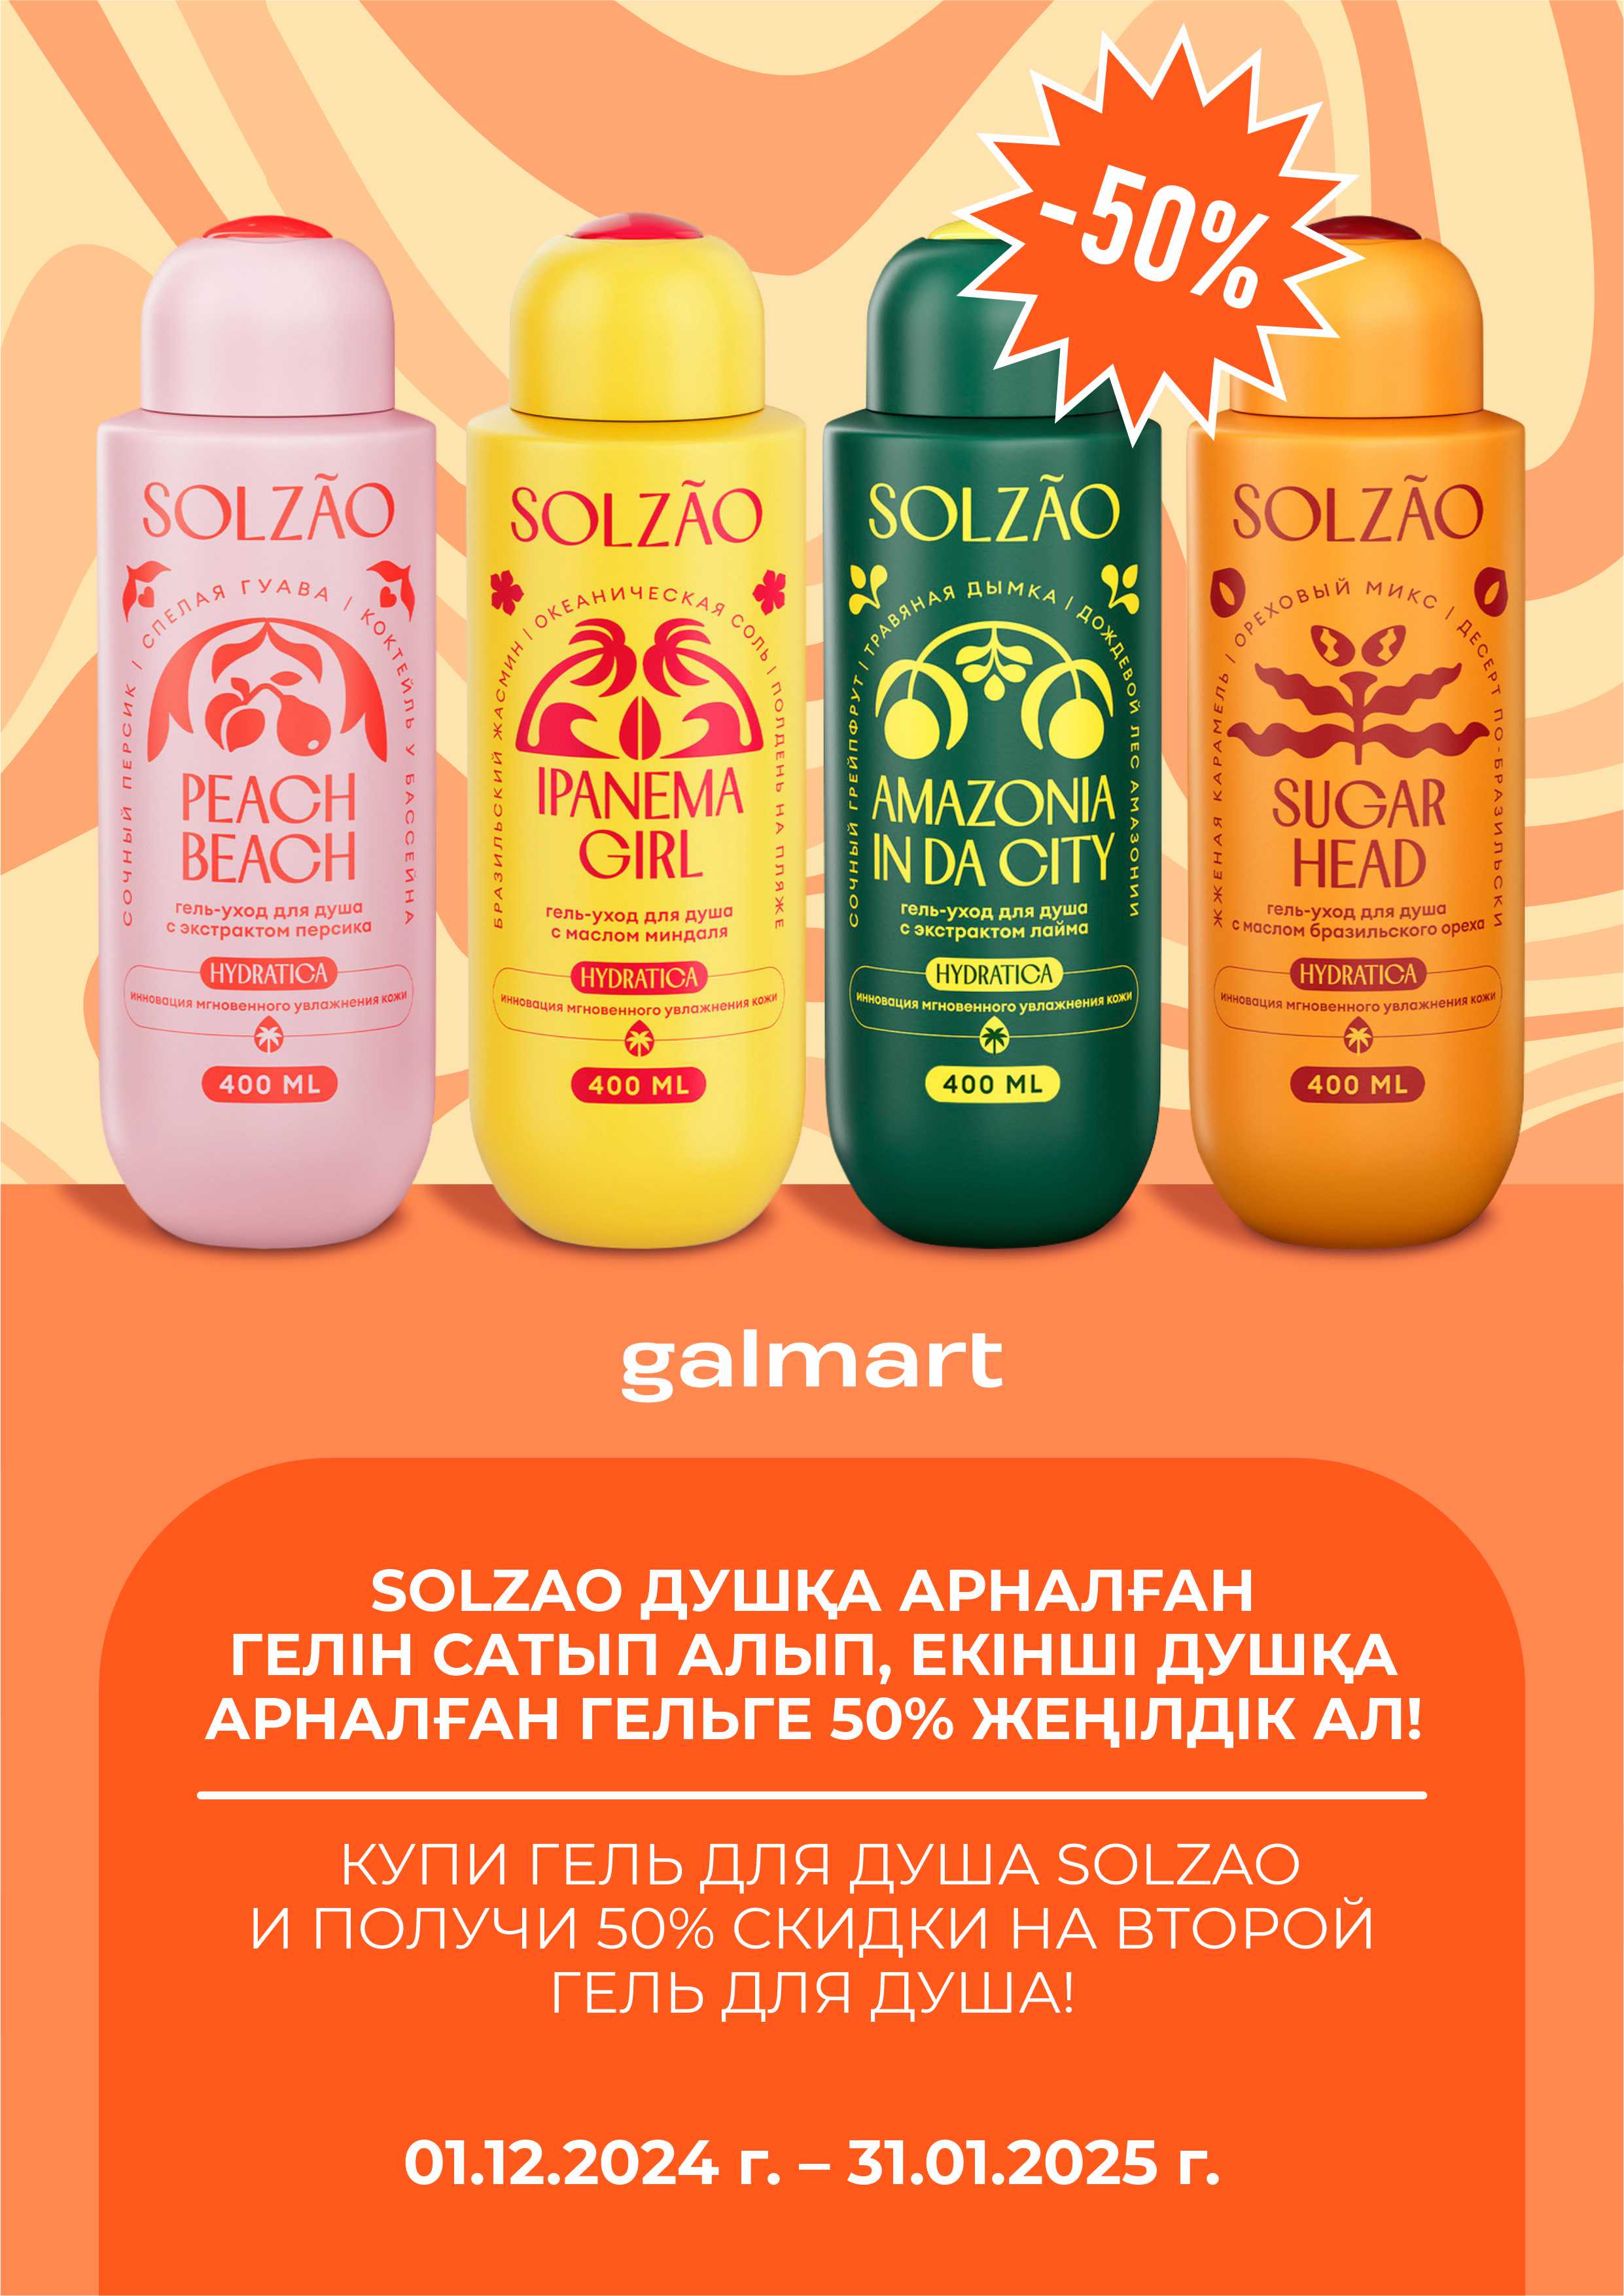 -50%
SOLZÃO
СОЧНЫЙ ПЕРСИК | СПЕЛАЯ ГУАВА | КОКТЕЙЛЬ У БАССЕЙНА
PEACH
BEACH
гель-уход для душа
с экстрактом персика
HYDRATICA
инновация мгновенного увлажнения кожи
400 ML
SOLZÃO
БРАЗИЛЬСКИЙ ЖАСМИН | ОКЕАНИЧЕСКАЯ СОЛЬ | ПОЛДЕНЬ НА ПЛЯЖЕ
IPANEMA
GIRL
гель-уход для душа
с маслом миндаля
HYDRATICA
инновация мгновенного увлажнения кожи
400 ML
SOLZÃO
СОЧНЫЙ ГРЕЙПФРУТ | ТРАВЯНАЯ ДЫМКА | ДОЖДЕВОЙ ЛЕС АМАЗОНИИ
AMAZONIA
IN DA CITY
гель-уход для душа
с экстрактом лайма
HYDRATICA
инновация мгновенного увлажнения кожи
400 ML
SOLZÃO
ЖЖЕНАЯ КАРАМЕЛЬ | ОРЕХОВЫЙ МИКС | ДЕСЕРТ ПО-БРАЗИЛЬСКИ
SUGAR
HEAD
гель-уход для душа
с маслом бразильского ореха
HYDRATICA
инновация мгновенного увлажнения кожи
400 ML
galmart
SOLZAO ДУШҚА АРНАЛҒАН
ГЕЛІН САТЫП АЛЫП, ЕКІНШІ ДУШҚА
АРНАЛҒАН ГЕЛЬГЕ 50% ЖЕҢІЛДІК АЛ!
КУПИ ГЕЛЬ ДЛЯ ДУША SOLZAO
И ПОЛУЧИ 50% СКИДКИ НА ВТОРОЙ
ГЕЛЬ ДЛЯ ДУША!
01.12.2024 г. – 31.01.2025 г.